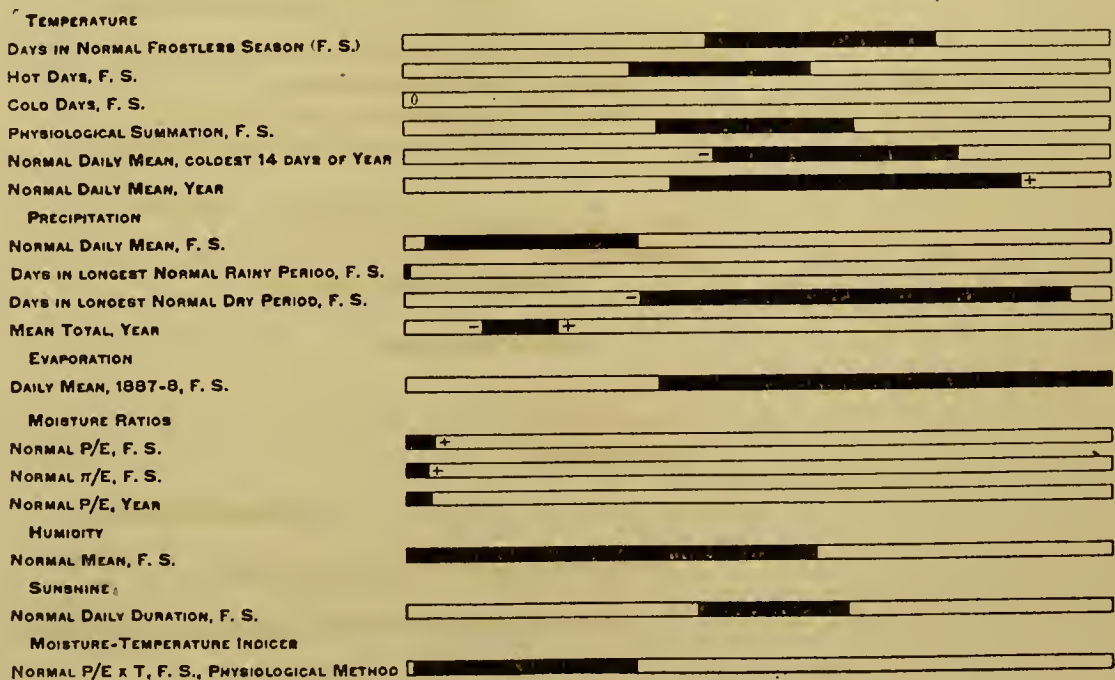 TEMPERATURE
DAYS IN NORMAL FROSTLESS SEASON (F. S.)
HOT DAYS, F. S.
COLD DAYS, F. S.
0
PHYSIOLOGICAL SUMMATION, F. S.
NORMAL DAILY MEAN, COLDEST 14 DAYS OF YEAR −
NORMAL DAILY MEAN, YEAR +
PRECIPITATION
NORMAL DAILY MEAN, F. S.
DAYS IN LONGEST NORMAL RAINY PERIOD, F. S.
DAYS IN LONGEST NORMAL DRY PERIOD, F. S. −
MEAN TOTAL, YEAR − +
EVAPORATION
DAILY MEAN, 1887-8, F. S.
MOISTURE RATIOS
NORMAL P/E, F. S. +
NORMAL π/E, F. S. +
NORMAL P/E, YEAR
HUMIDITY
NORMAL MEAN, F. S.
SUNSHINE
NORMAL DAILY DURATION, F. S.
MOISTURE-TEMPERATURE INDICES
NORMAL P/E x T, F. S., PHYSIOLOGICAL METHOD